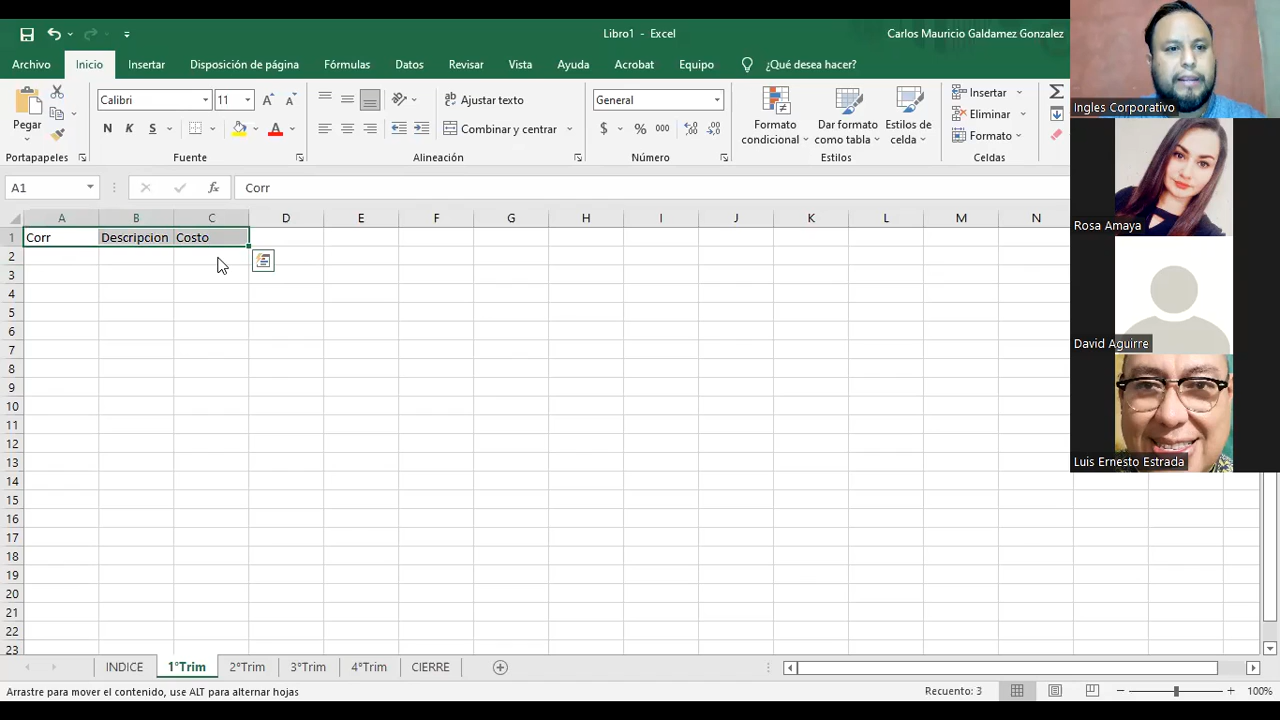 Libro1 - Excel
Carlos Mauricio Galdamez Gonzalez
Archivo Inicio Insertar Disposición de página Fórmulas Datos Revisar Vista Ayuda Acrobat Equipo ¿Qué desea hacer?
Pegar
Calibri 11
N K S
Ajustar texto
Combinar y centrar
General
$ % 000
Formato condicional
Dar formato como tabla
Estilos de celda
Insertar
Eliminar
Formato
Portapapeles Fuente Alineación Número Estilos Celdas
A1 fx Corr
A B C D E F G H I J K L M N
1 Corr Descripcion Costo
2
3
4
5
6
7
8
9
10
11
12
13
14
15
16
17
18
19
20
21
22
23
INDICE 1°Trim 2°Trim 3°Trim 4°Trim CIERRE
Arrastre para mover el contenido, use ALT para alternar hojas
Recuento: 3
100%
Ingles Corporativo
Rosa Amaya
David Aguirre
Luis Ernesto Estrada